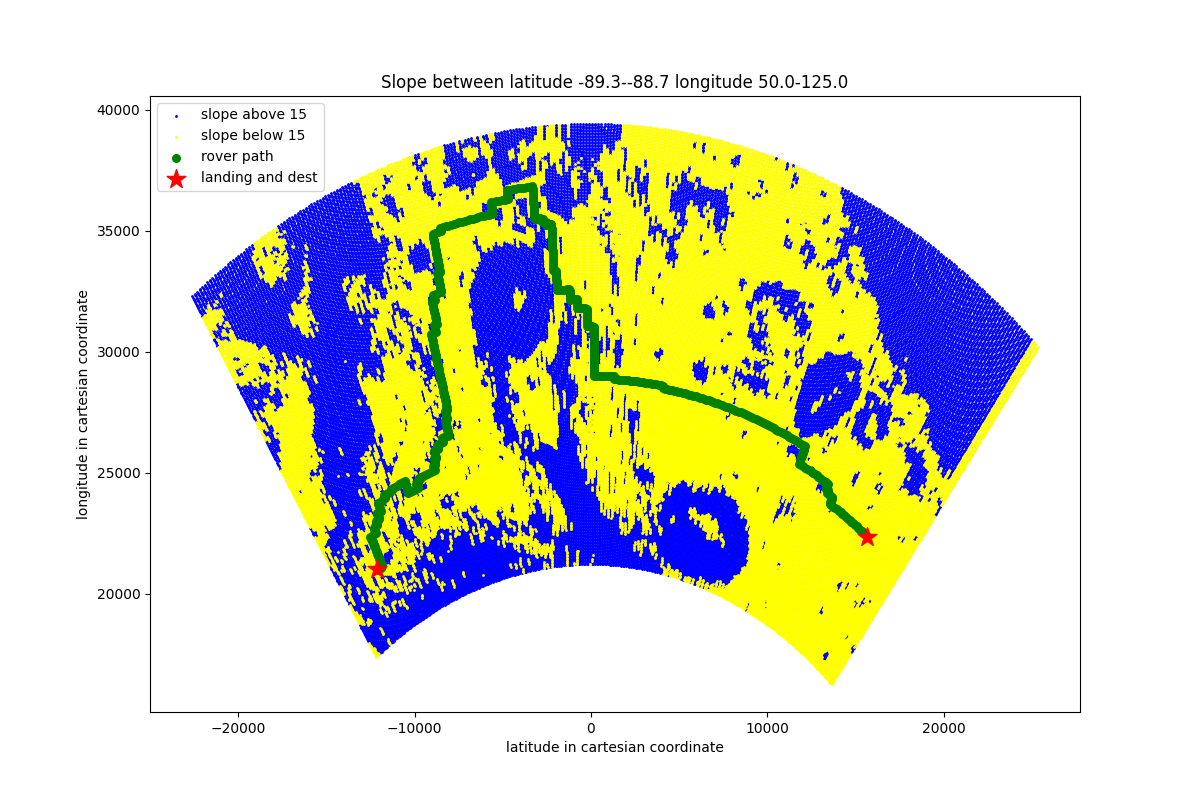 Slope between latitude -89.3--88.7 longitude 50.0-125.0
slope above 15
slope below 15
rover path
landing and dest
40000
35000
30000
25000
20000
longitude in cartesian coordinate
−20000 −10000 0 10000 20000
latitude in cartesian coordinate